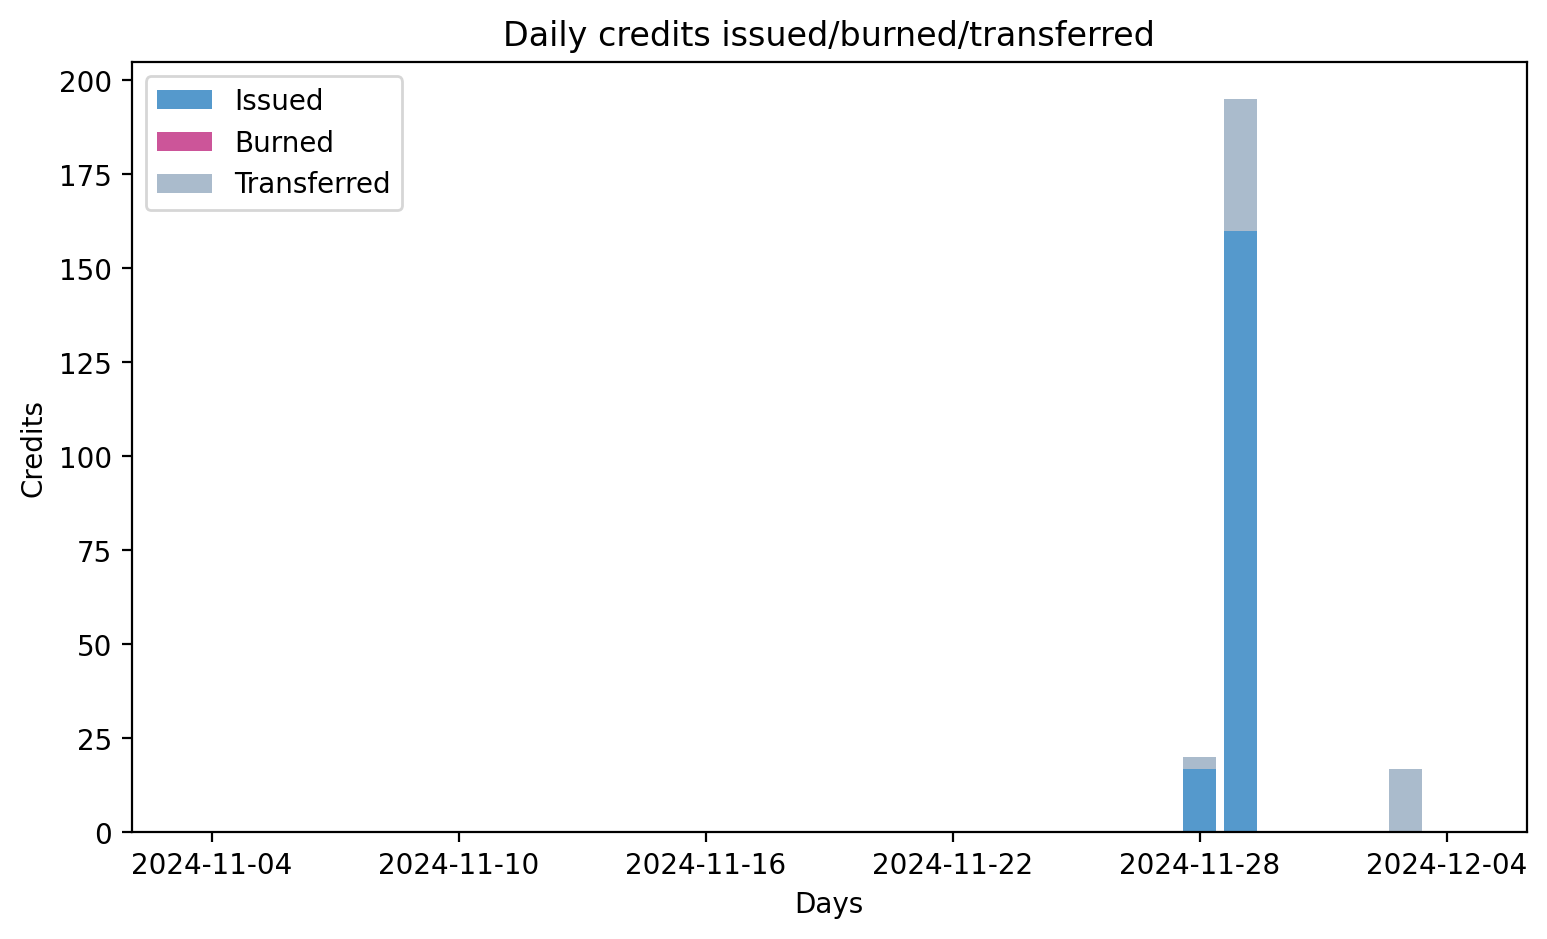 Daily credits issued/burned/transferred
200
175
150
125
100
75
50
25
0
Credits
Issued
Burned
Transferred
2024-11-04
2024-11-10
2024-11-16
2024-11-22
2024-11-28
2024-12-04
Days